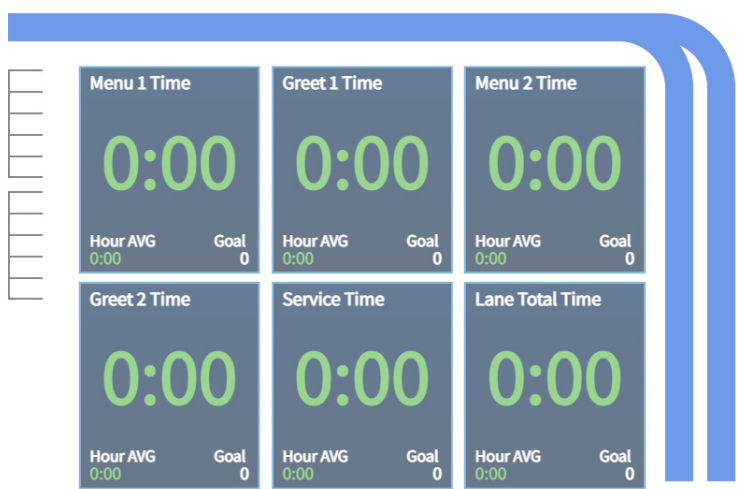 Menu 1 Time
0:00
Hour AVG Goal
0:00 0
Greet 1 Time
0:00
Hour AVG Goal
0:00 0
Menu 2 Time
0:00
Hour AVG Goal
0:00 0
Greet 2 Time
0:00
Hour AVG Goal
0:00 0
Service Time
0:00
Hour AVG Goal
0:00 0
Lane Total Time
0:00
Hour AVG Goal
0:00 0